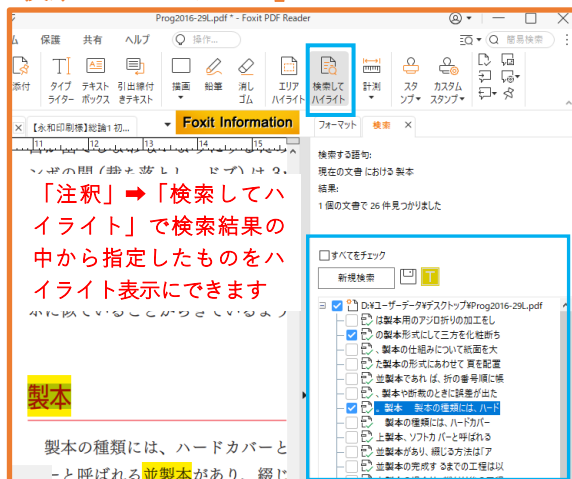 Prog2016-29L.pdf * - Foxit PDF Reader
保護 共有 ヘルプ 操作... 簡易検索
添付 タイプライター テキストボックス 引出線付きテキスト 描画 鉛筆 消しゴム エリアハイライト 検索してハイライト 計測 スタンプ カスタムスタンプ
【永和印刷様】総論1 初... Foxit Information フォーマット 検索
11 12 13 14 15
検索する語句:
現在の文書 における 製本
結果:
1 個の文書で 26 件見つかりました
「注釈」➡「検索してハ
イライト」で検索結果の
中から指定したものをハ
イライト表示にできます
すべてをチェック
新規検索
D:¥ユーザーデータ¥デスクトップ¥Prog2016-29L.pdf
は製本用のアジロ折りの加工をし
の製本形式にして三方を化粧断ち
、製本の仕組みについて紙面を大
た製本の形式にあわせて 頁を配置
並製本であれ ば、折の番号順に帳
、製本や断裁のときに誤差が出た
。製本 製本の種類には、ハード
製本の種類には、ハードカバー
上製本、ソフトカ バーと呼ばれる
並製本があり、綴じる方法は「ア
並製本の完成す るまでの工程は以
製本
製本の種類には、ハードカバーと
ーと呼ばれる並製本があり、綴じ